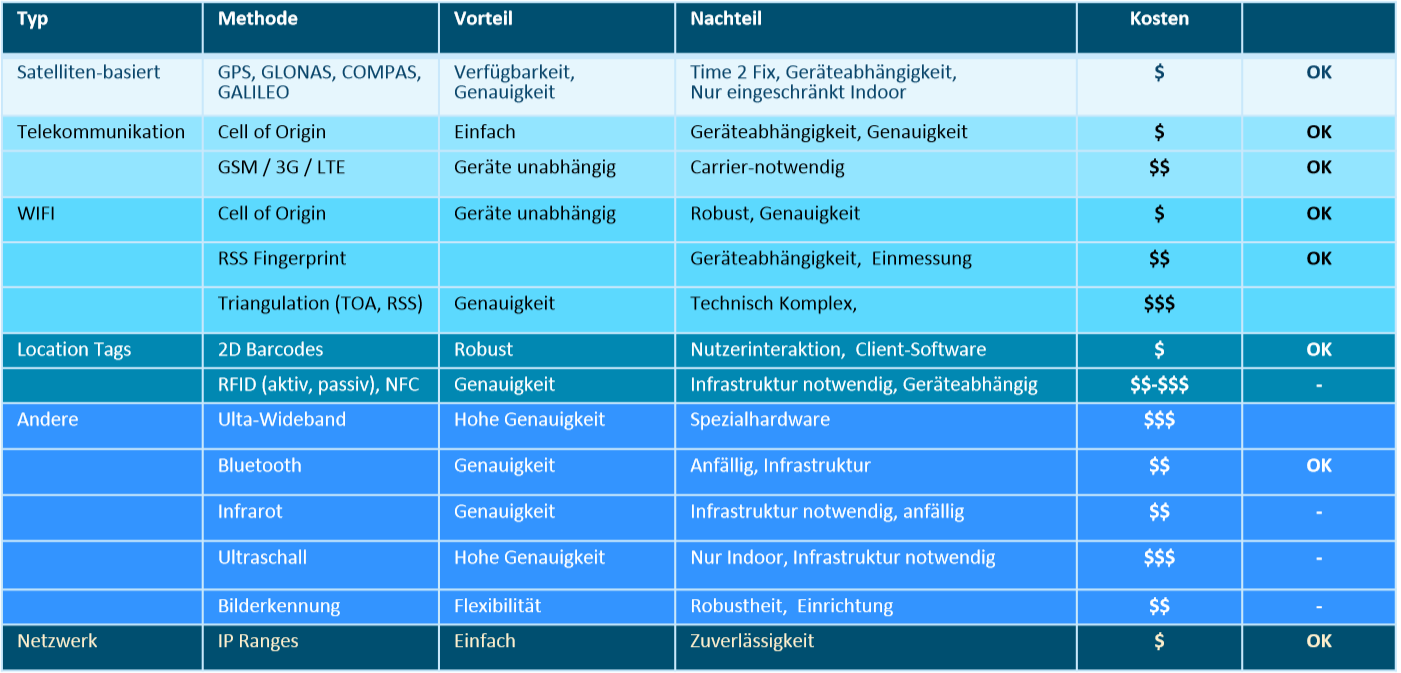 Typ Methode Vorteil Nachteil Kosten
Satelliten-basiert GPS, GLONAS, COMPAS, Verfügbarkeit, Time 2 Fix, Geräteabhängigkeit, $ OK
GALILEO Genauigkeit Nur eingeschränkt Indoor
Telekommunikation Cell of Origin Einfach Geräteabhängigkeit, Genauigkeit $ OK
GSM / 3G / LTE Geräte unabhängig Carrier-notwendig $$ OK
WIFI Cell of Origin Geräte unabhängig Robust, Genauigkeit $ OK
RSS Fingerprint Geräteabhängigkeit, Einmessung $$ OK
Triangulation (TOA, RSS) Genauigkeit Technisch Komplex, $$$
Location Tags 2D Barcodes Robust Nutzerinteraktion, Client-Software $ OK
RFID (aktiv, passiv), NFC Genauigkeit Infrastruktur notwendig, Geräteabhängig $$-$$$ -
Andere Ulta-Wideband Hohe Genauigkeit Spezialhardware $$$
Bluetooth Genauigkeit Anfällig, Infrastruktur $$ OK
Infrarot Genauigkeit Infrastruktur notwendig, anfällig $$ -
Ultraschall Hohe Genauigkeit Nur Indoor, Infrastruktur notwendig $$$ -
Bilderkennung Flexibilität Robustheit, Einrichtung $$ -
Netzwerk IP Ranges Einfach Zuverlässigkeit $ OK